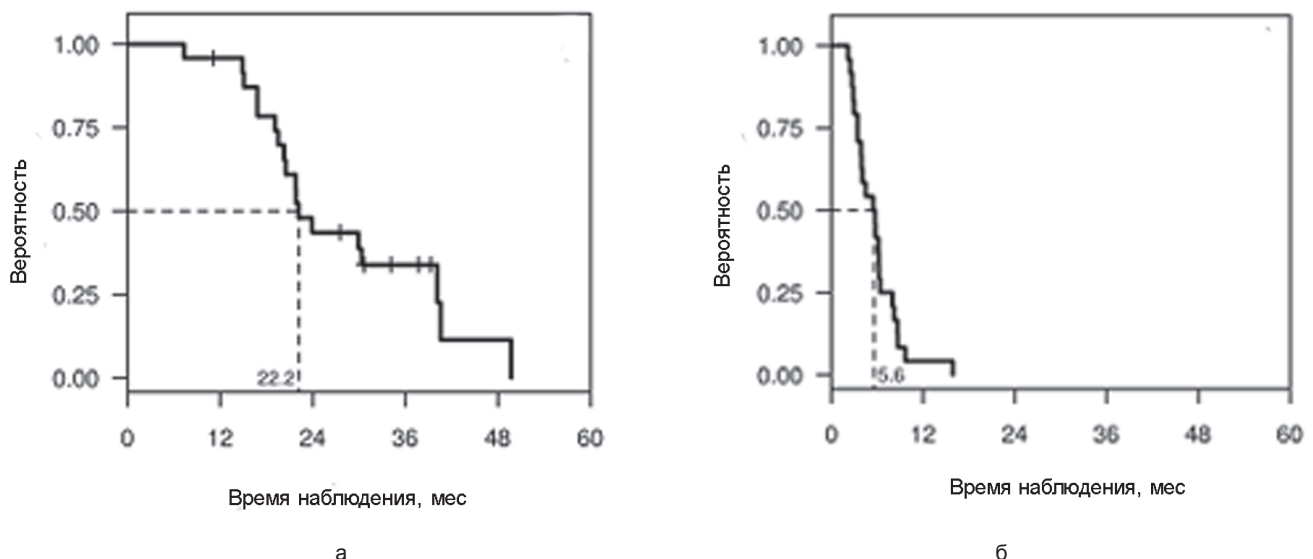 Вероятность
1.00
0.75
0.50
0.25
0.00
22.2
0 12 24 36 48 60
Время наблюдения, мес
а
Вероятность
1.00
0.75
0.50
0.25
0.00
5.6
0 12 24 36 48 60
Время наблюдения, мес
б